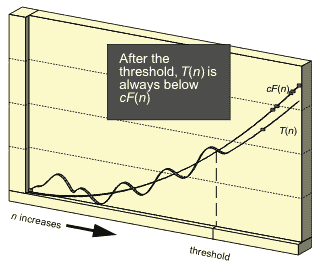 After the
threshold, T(n) is
always below
cF(n)
cF(n)
T(n)
n increases
threshold